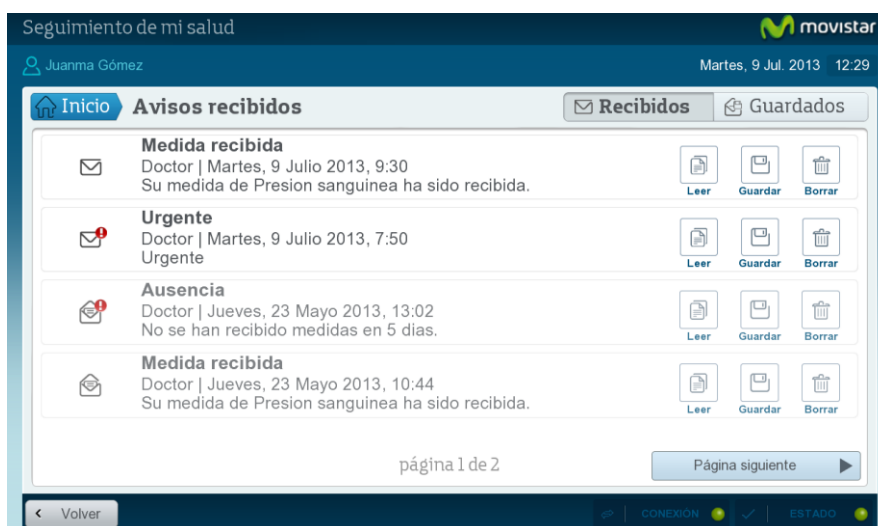 Seguimiento de mi salud
movistar
Juanma Gómez
Martes, 9 Jul. 2013 12:29
Inicio Avisos recibidos Recibidos Guardados
Medida recibida
Doctor | Martes, 9 Julio 2013, 9:30
Su medida de Presion sanguinea ha sido recibida.
Leer Guardar Borrar
Urgente
Doctor | Martes, 9 Julio 2013, 7:50
Urgente
Leer Guardar Borrar
Ausencia
Doctor | Jueves, 23 Mayo 2013, 13:02
No se han recibido medidas en 5 dias.
Leer Guardar Borrar
Medida recibida
Doctor | Jueves, 23 Mayo 2013, 10:44
Su medida de Presion sanguinea ha sido recibida.
Leer Guardar Borrar
página 1 de 2 Página siguiente
Volver CONEXIÓN ESTADO